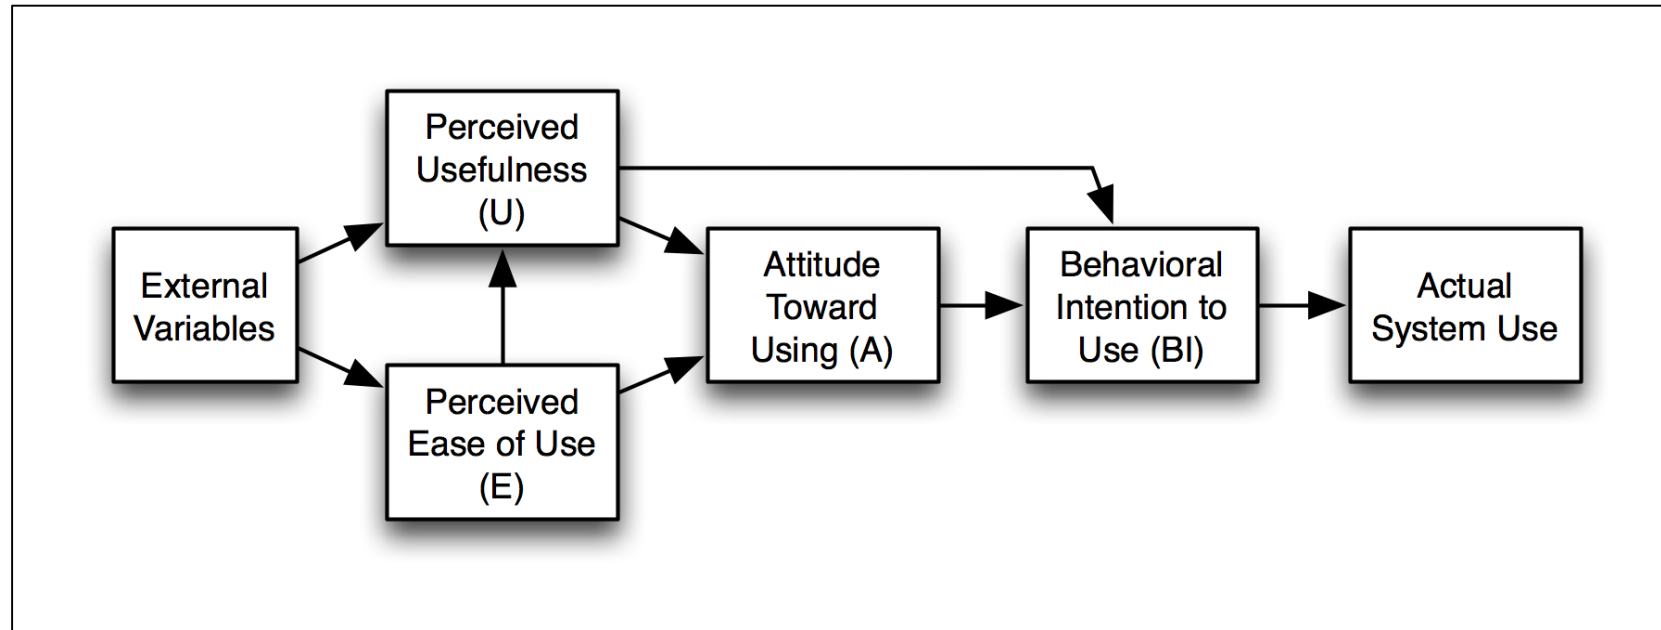 External
Variables
Perceived
Usefulness
(U)
Perceived
Ease of Use
(E)
Attitude
Toward
Using (A)
Behavioral
Intention to
Use (BI)
Actual
System Use